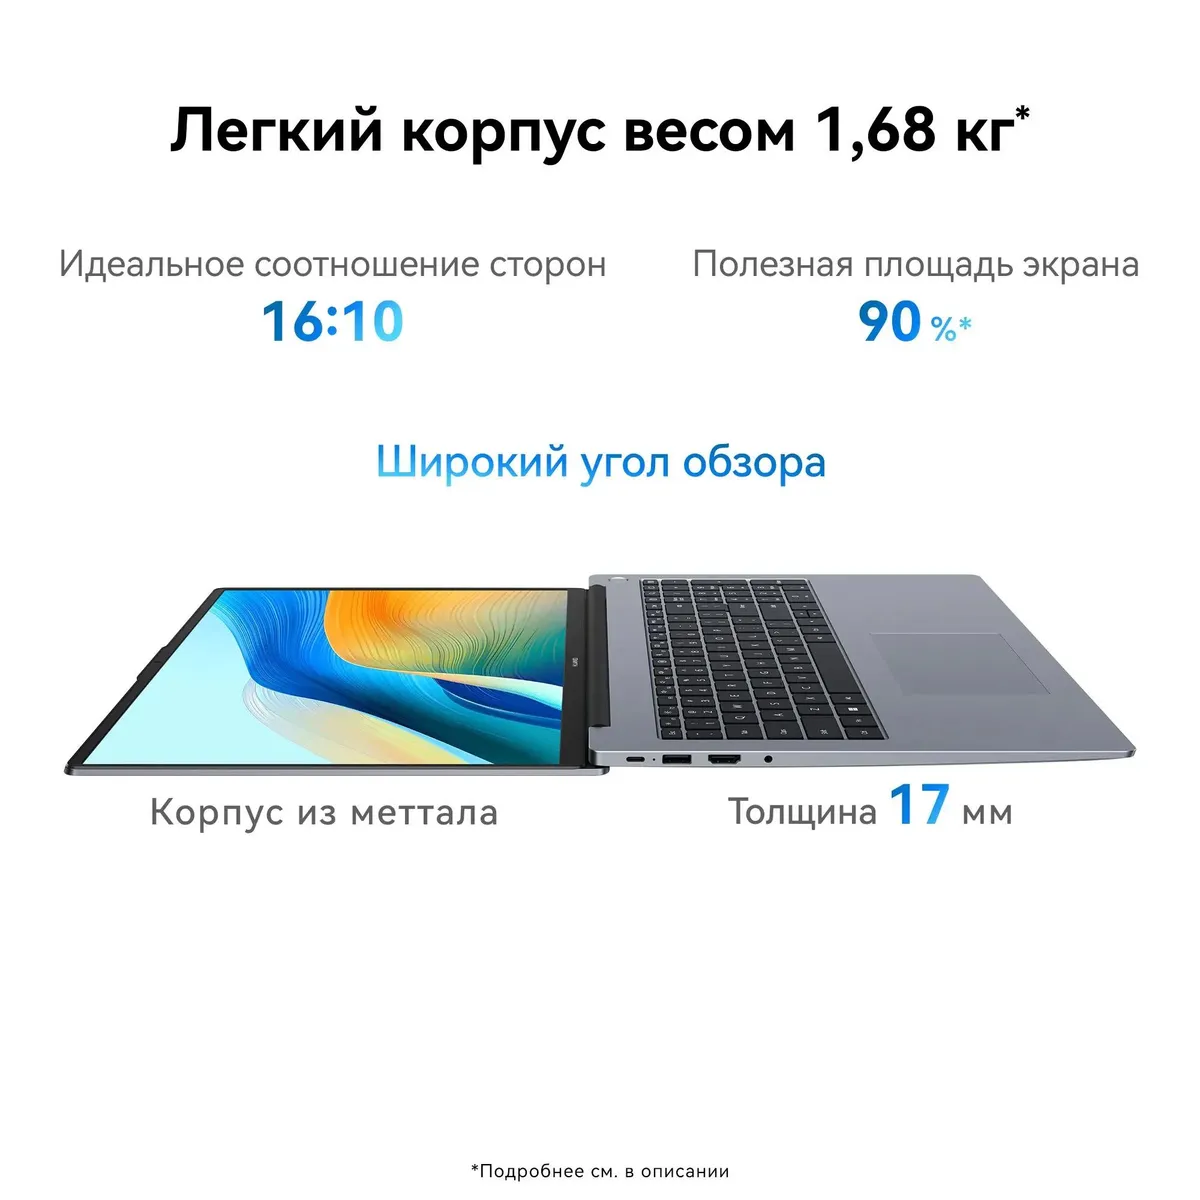 Легкий корпус весом 1,68 кг*
Идеальное соотношение сторон
16:10
Полезная площадь экрана
90 %*
Широкий угол обзора
HUAWEI
Корпус из меттала
Толщина 17 мм
*Подробнее см. в описании